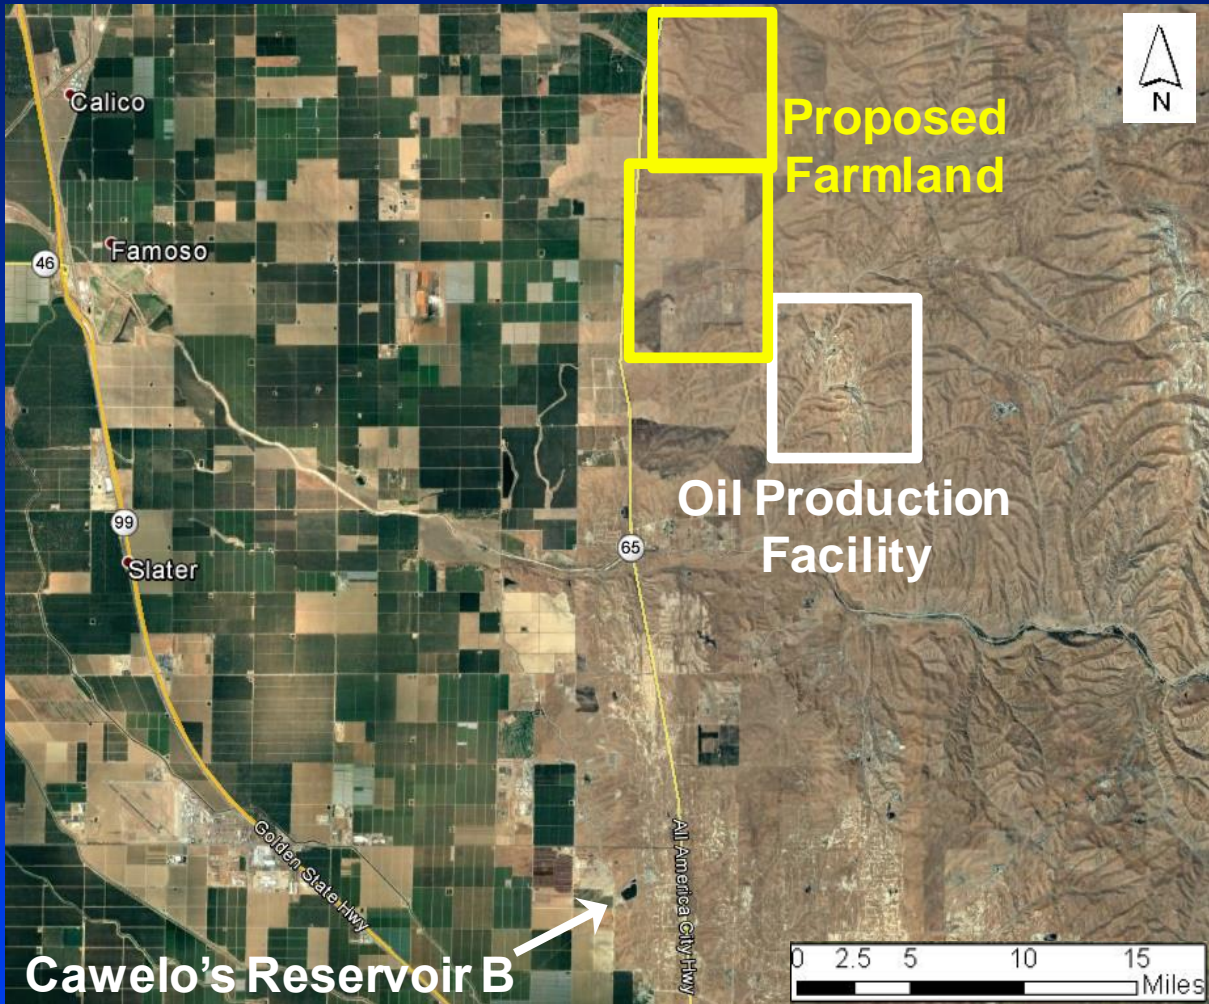 N
Calico
Proposed
Farmland
Famoso
46
Oil Production
Facility
99
65
Slater
All America City Hwy
Golden State Hwy
Cawelo's Reservoir B
0 2.5 5 10 15
Miles